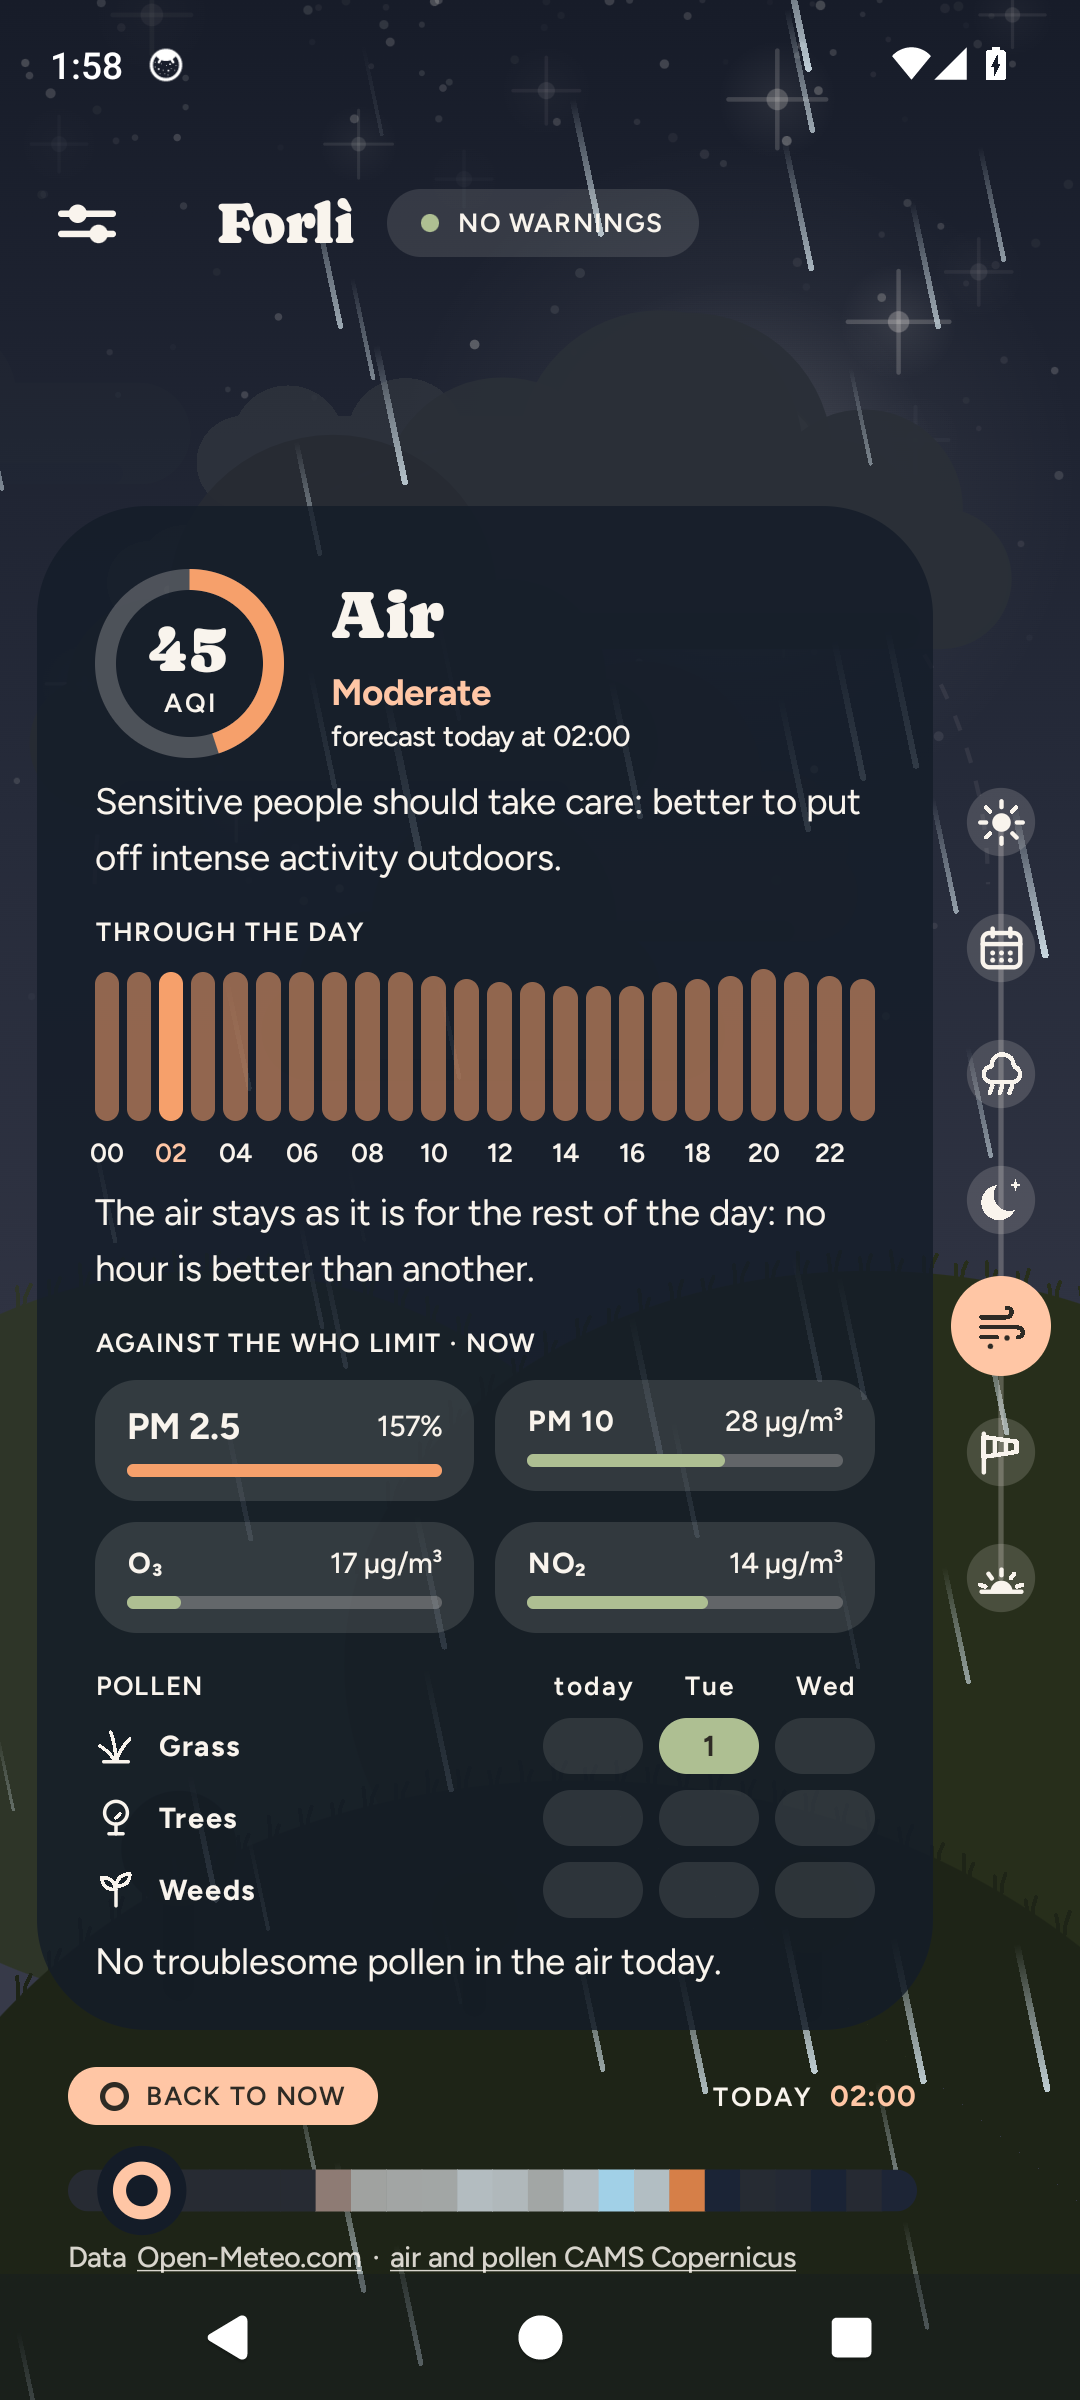 1:58
Forlì
NO WARNINGS
45
AQI
Air
Moderate
forecast today at 02:00
Sensitive people should take care: better to put
off intense activity outdoors.
THROUGH THE DAY
00 02 04 06 08 10 12 14 16 18 20 22
The air stays as it is for the rest of the day: no
hour is better than another.
AGAINST THE WHO LIMIT · NOW
PM 2.5 157%
PM 10 28 µg/m³
O₃ 17 µg/m³
NO₂ 14 µg/m³
POLLEN today Tue Wed
Grass 1
Trees
Weeds
No troublesome pollen in the air today.
BACK TO NOW
TODAY 02:00
Data Open-Meteo.com · air and pollen CAMS Copernicus